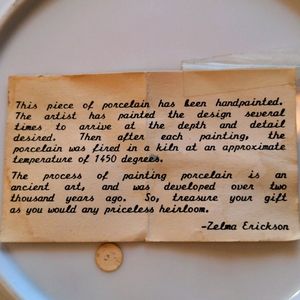 This piece of porcelain has been handpainted.
The artist has painted the design several
times to arrive at the depth and detail
desired. Then after each painting, the
porcelain was fired in a kiln at an approximate
temperature of 1450 degrees.
The process of painting porcelain is an
ancient art, and was developed over two
thousand years ago. So, treasure your gift
as you would any priceless heirloom.
-Zelma Erickson